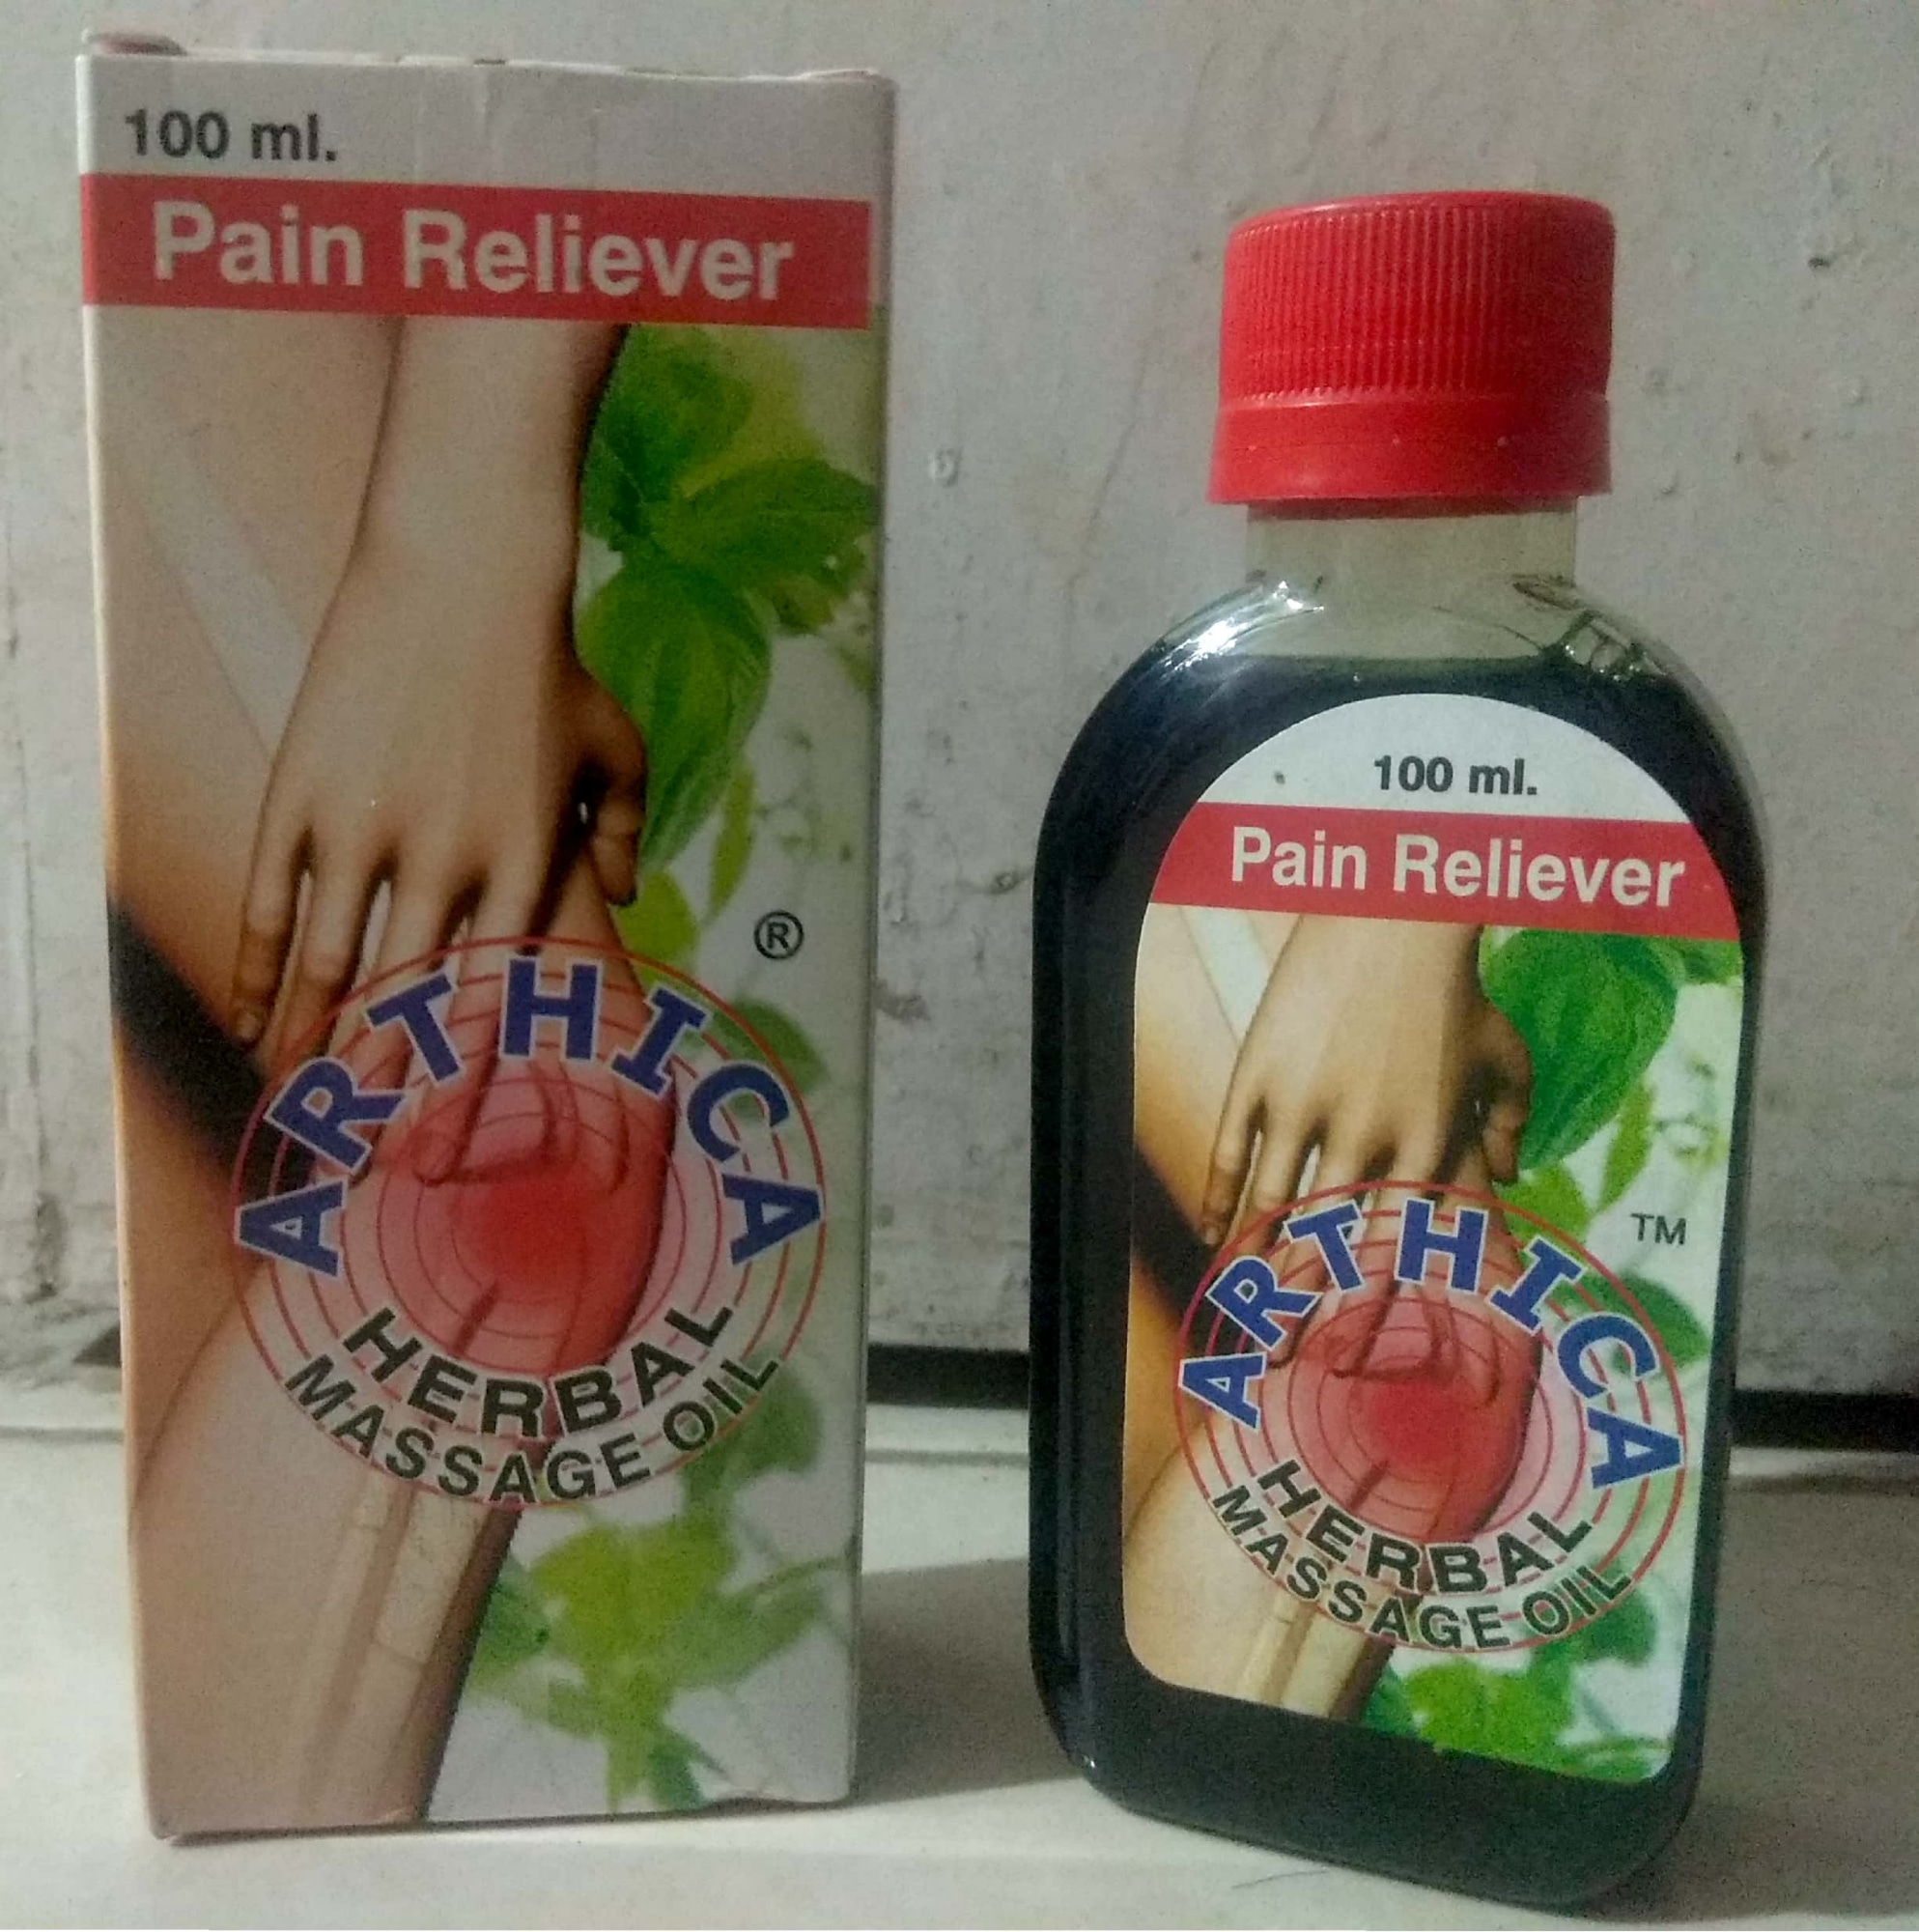 100 ml.
Pain Reliever
®
ARTHICA
HERBAL
MASSAGE OIL
100 ml.
Pain Reliever
TM
ARTHICA
HERBAL
MASSAGE OIL